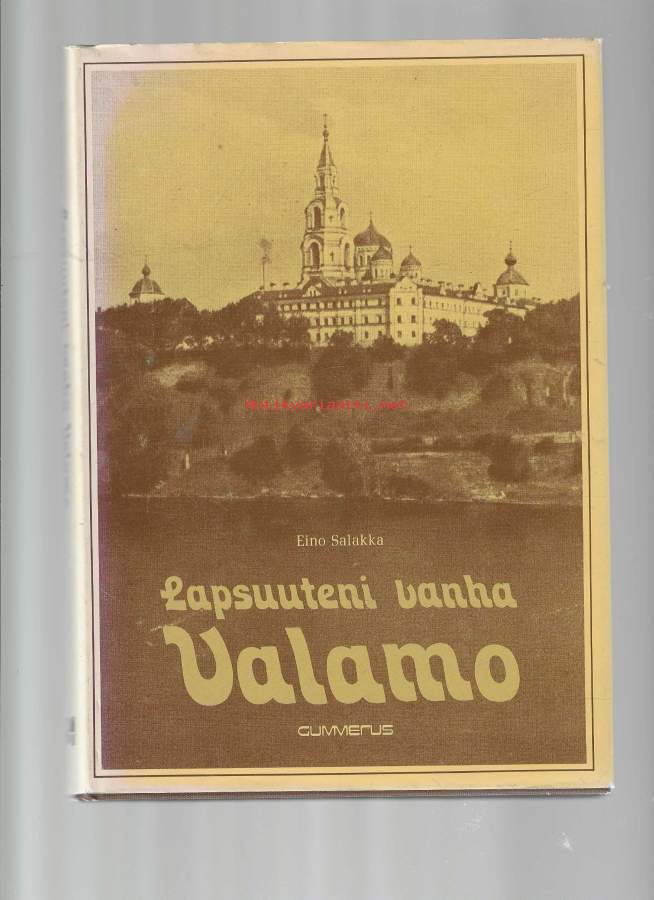 Eino Salakka
Lapsuuteni vanha
Valamo
GUMMERUS